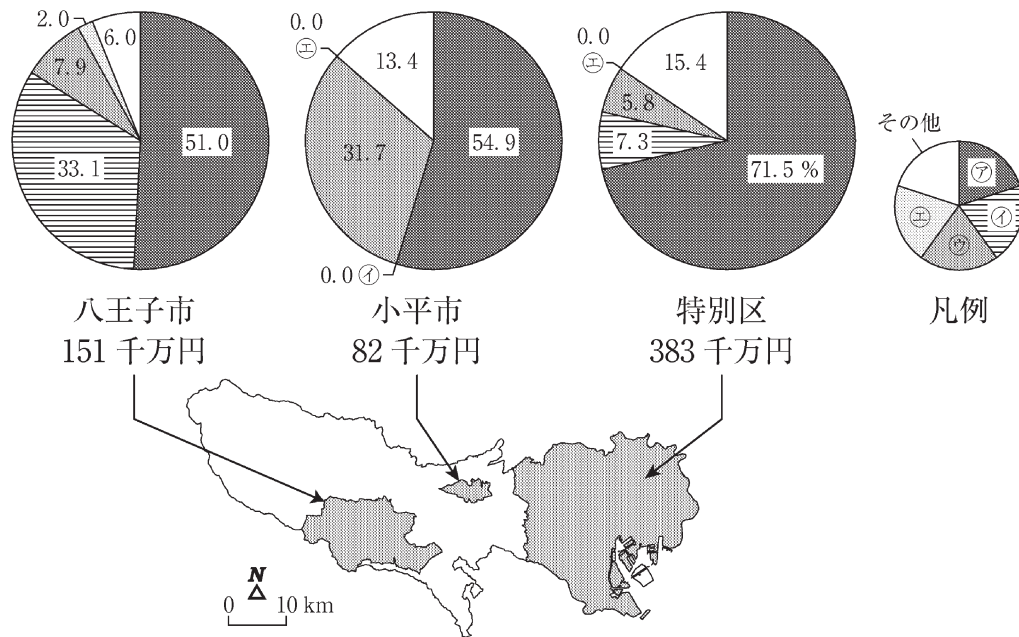 2.0
6.0
7.9
33.1
51.0
0.0
㋓
13.4
31.7
54.9
0.0 ㋑
0.0
㋓
15.4
5.8
7.3
71.5 %
その他
㋐
㋑
㋒
㋓
八王子市
151 千万円
小平市
82 千万円
特別区
383 千万円
凡例
N
0 10 km